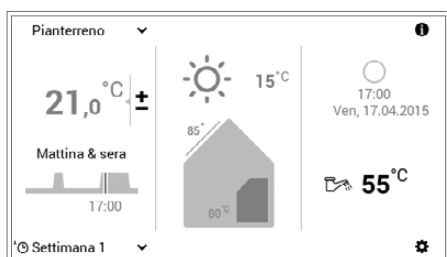 Pianterreno
21,0°C ±
15°C
17:00
Ven, 17.04.2015
85°
Mattina & sera
55°C
17:00
80°C
Settimana 1